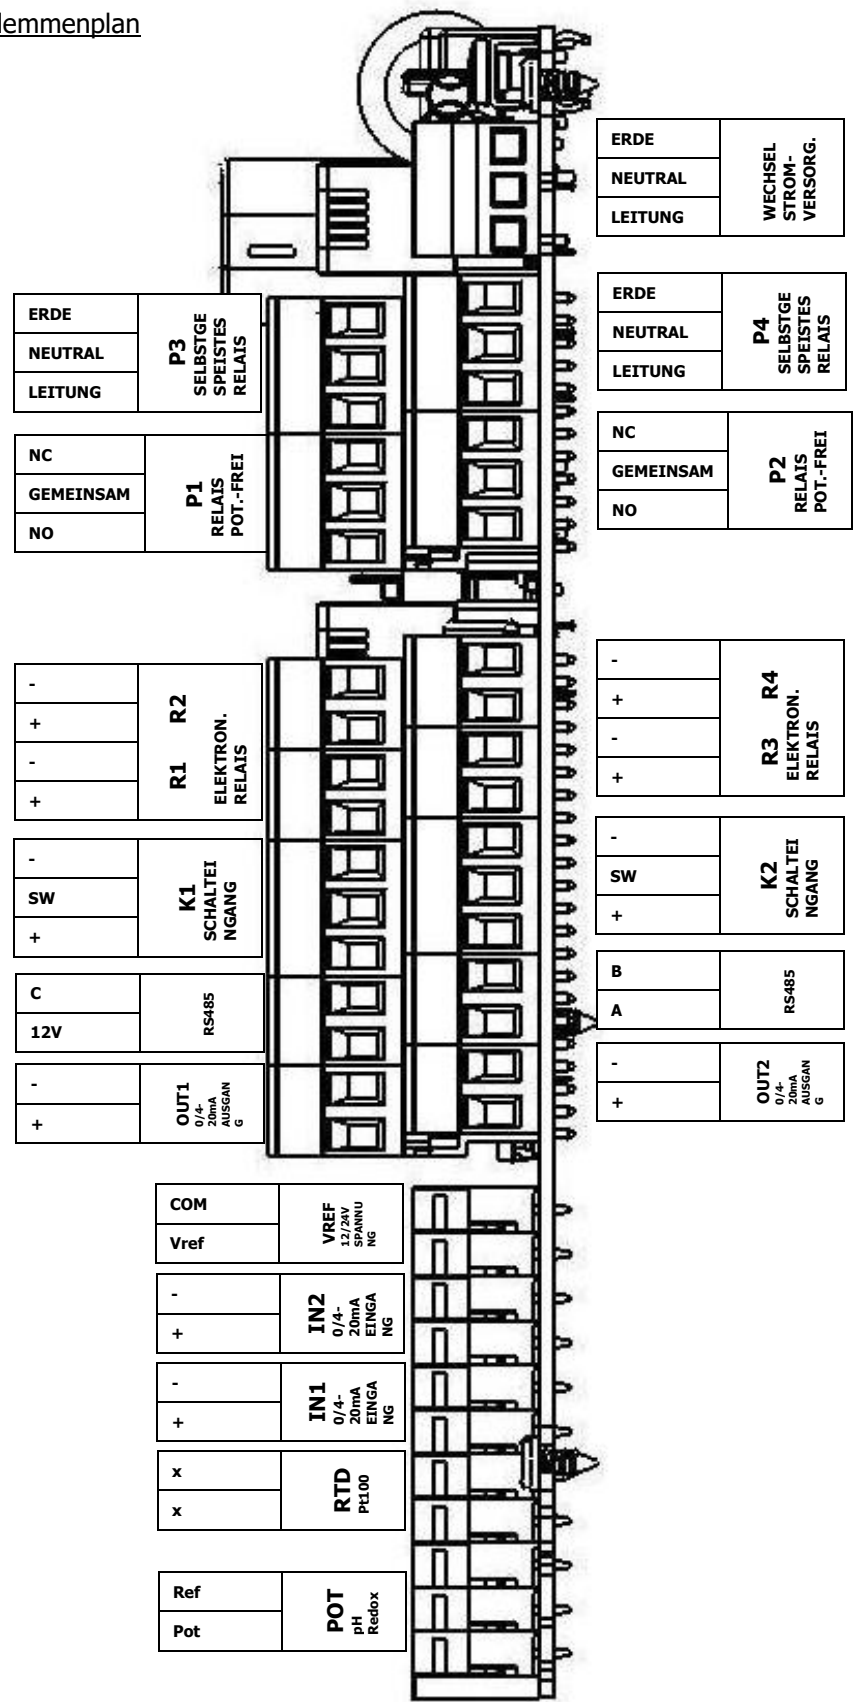 lemmenplan
ERDE
NEUTRAL
LEITUNG
WECHSEL
STROM-
VERSORG.
ERDE
NEUTRAL
LEITUNG
P3
SELBSTGE
SPEISTES
RELAIS
ERDE
NEUTRAL
LEITUNG
P4
SELBSTGE
SPEISTES
RELAIS
NC
GEMEINSAM
NO
P1
RELAIS
POT.-FREI
NC
GEMEINSAM
NO
P2
RELAIS
POT.-FREI
-
+
-
+
R1 R2
ELEKTRON.
RELAIS
-
+
-
+
R3 R4
ELEKTRON.
RELAIS
-
SW
+
K1
SCHALTEI
NGANG
-
SW
+
K2
SCHALTEI
NGANG
C
12V
RS485
B
A
RS485
-
+
OUT1
0/4-
20mA
AUSGAN
G
-
+
OUT2
0/4-
20mA
AUSGAN
G
COM
Vref
VREF
12/24V
SPANNU
NG
-
+
IN2
0/4-
20mA
EINGA
NG
-
+
IN1
0/4-
20mA
EINGA
NG
x
x
RTD
Pt100
Ref
Pot
POT
pH
Redox